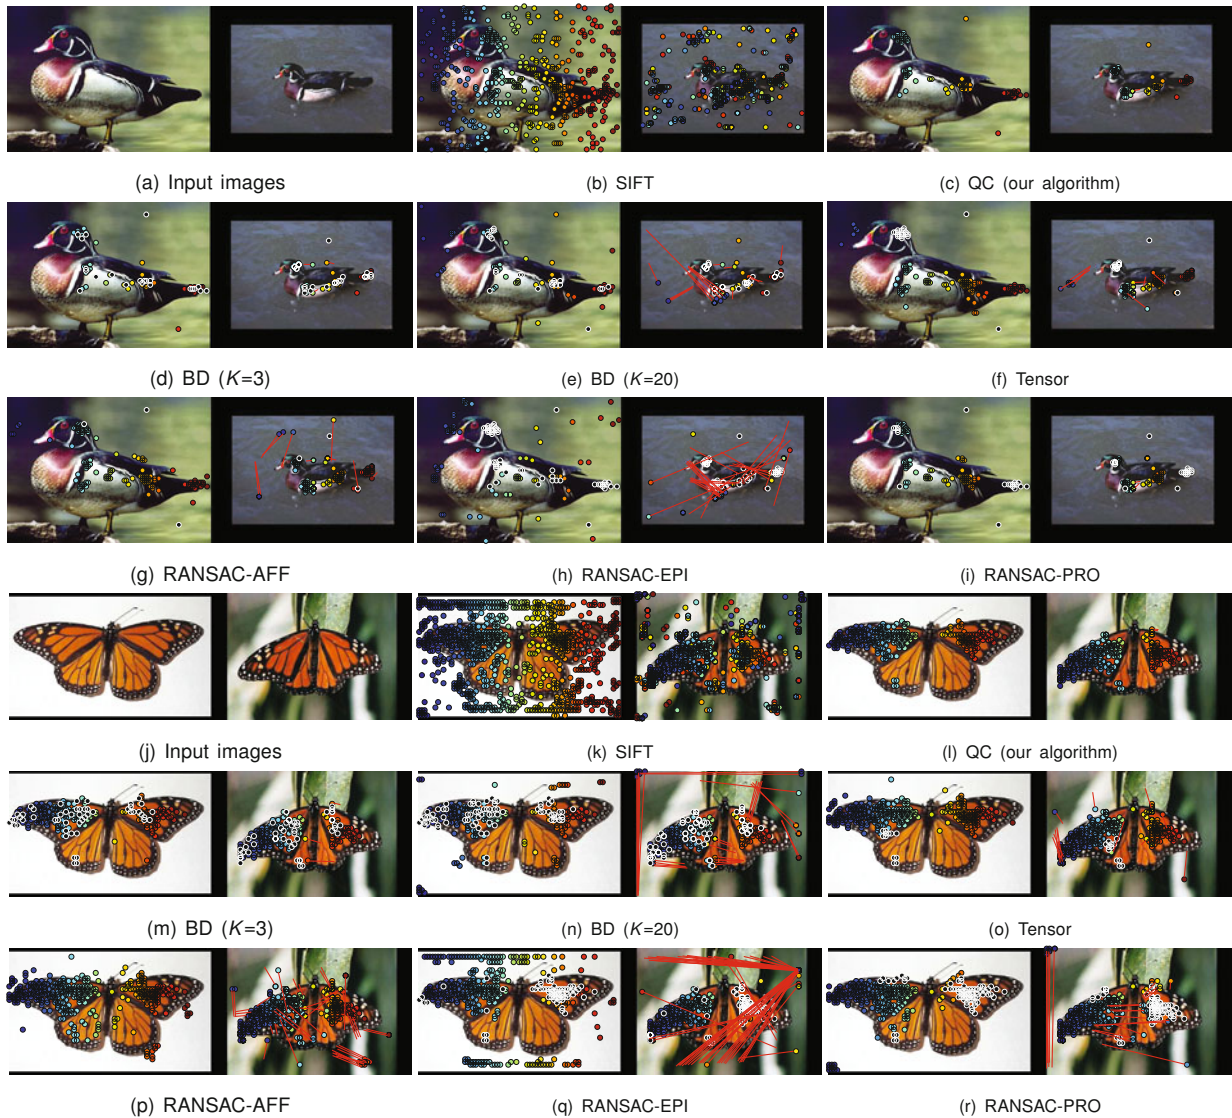 (a) Input images
(b) SIFT
(c) QC (our algorithm)
(d) BD (K=3)
(e) BD (K=20)
(f) Tensor
(g) RANSAC-AFF
(h) RANSAC-EPI
(i) RANSAC-PRO
(j) Input images
(k) SIFT
(l) QC (our algorithm)
(m) BD (K=3)
(n) BD (K=20)
(o) Tensor
(p) RANSAC-AFF
(q) RANSAC-EPI
(r) RANSAC-PRO